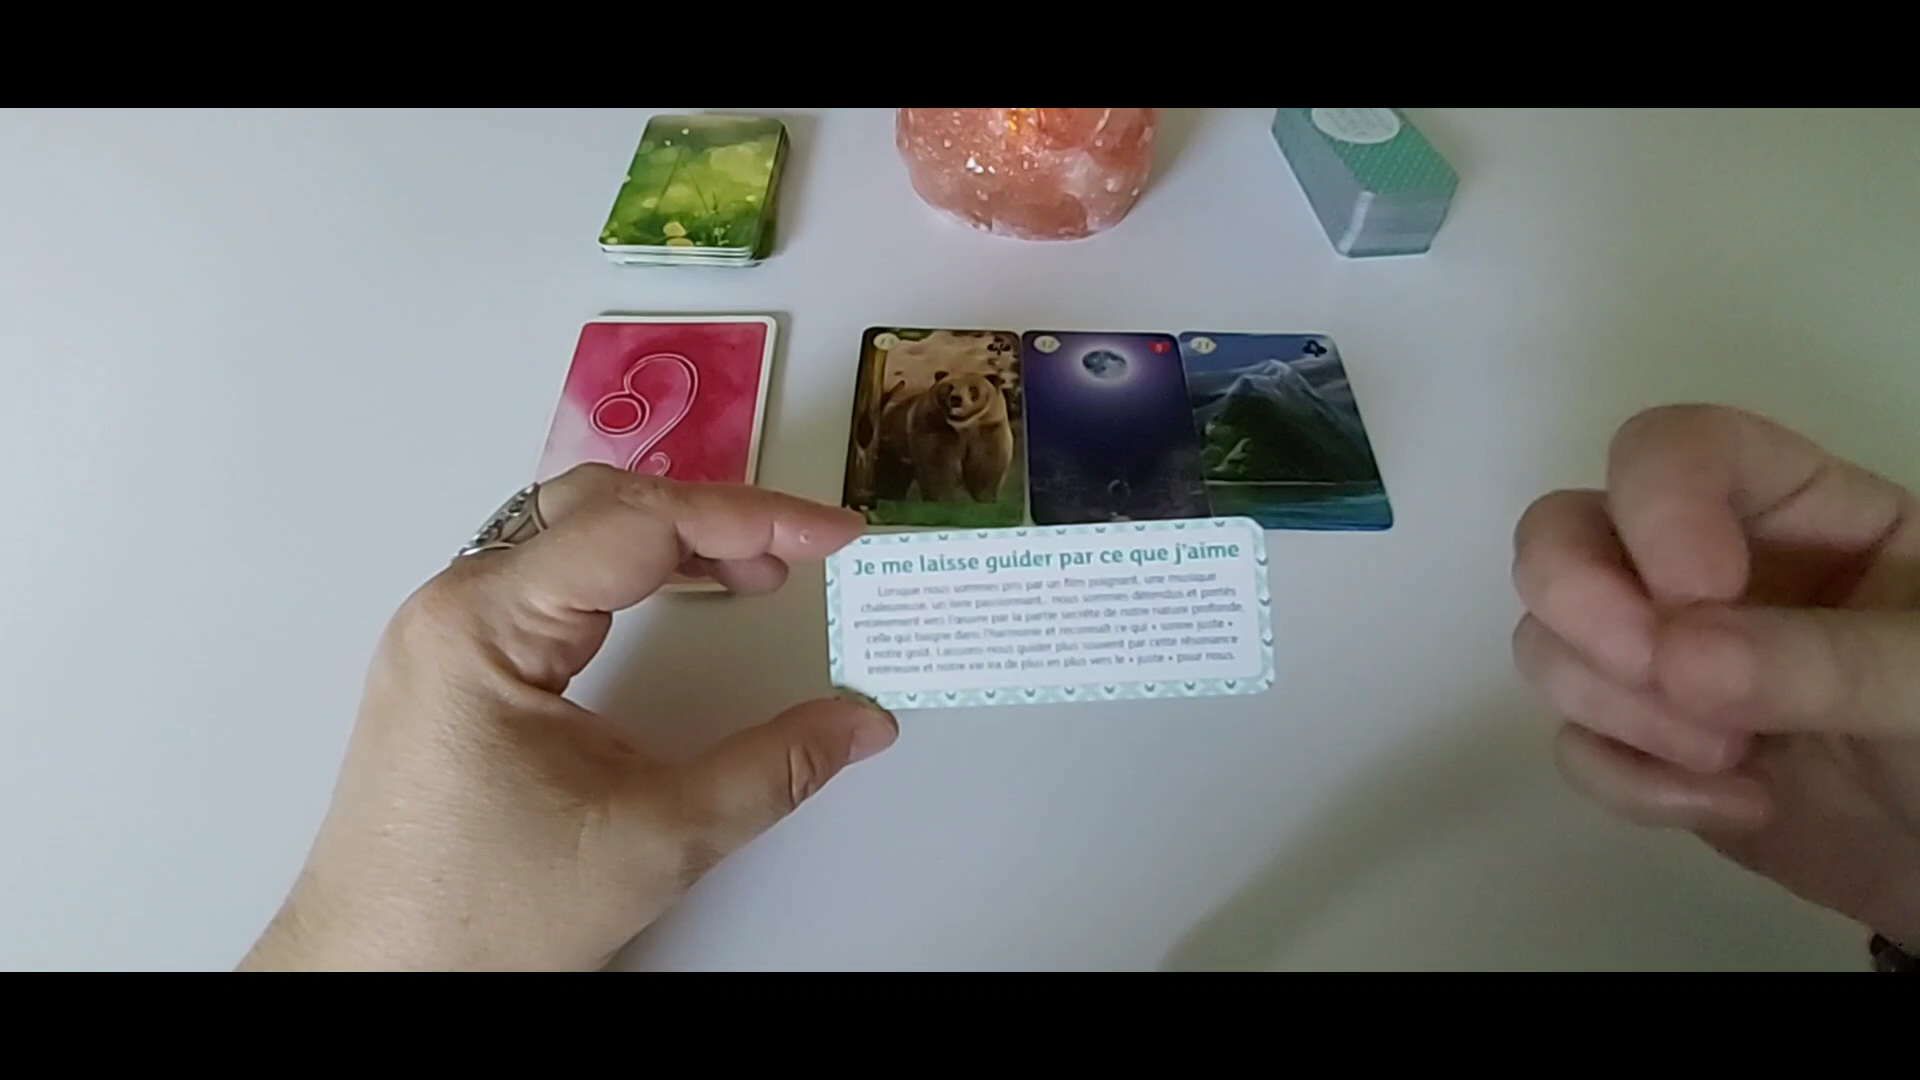 32
21
Je me laisse guider par ce que j'aime
Lorsque nous sommes pris par un film poignant, une musique
chaleureuse, un livre passionnant... nous sommes détendus et portés
entièrement vers l'œuvre par la partie secrète de notre nature profonde,
celle qui baigne dans l'harmonie et reconnaît ce qui « sonne juste »
à notre goût. Laissons-nous guider plus souvent par cette résonance
intérieure et notre vie ira de plus en plus vers le « juste » pour nous.